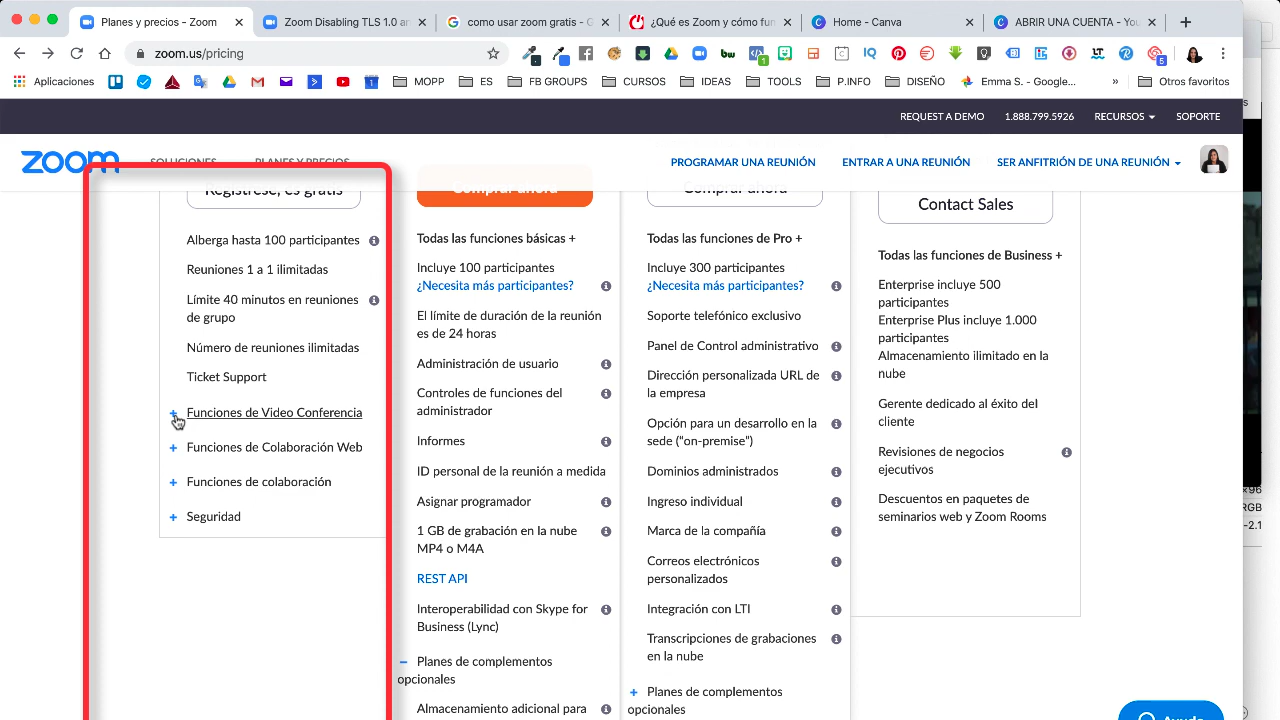 Planes y precios - Zoom
Zoom Disabling TLS 1.0 ar
como usar zoom gratis - G
¿Qué es Zoom y cómo fun
Home - Canva
ABRIR UNA CUENTA - You
zoom.us/pricing
Aplicaciones
MOPP
ES
FB GROUPS
CURSOS
IDEAS
TOOLS
P.INFO
DISEÑO
Emma S. - Google...
»
Otros favoritos
REQUEST A DEMO
1.888.799.5926
RECURSOS
SOPORTE
zoom
SOLUCIONES
PLANES Y PRECIOS
PROGRAMAR UNA REUNIÓN
ENTRAR A UNA REUNIÓN
SER ANFITRIÓN DE UNA REUNIÓN
Regístrese, es gratis
Alberga hasta 100 participantes
Reuniones 1 a 1 ilimitadas
Límite 40 minutos en reuniones
de grupo
Número de reuniones ilimitadas
Ticket Support
+ Funciones de Video Conferencia
+ Funciones de Colaboración Web
+ Funciones de colaboración
+ Seguridad
Comprar ahora
Todas las funciones básicas +
Incluye 100 participantes
¿Necesita más participantes?
El límite de duración de la reunión
es de 24 horas
Administración de usuario
Controles de funciones del
administrador
Informes
ID personal de la reunión a medida
Asignar programador
1 GB de grabación en la nube
MP4 o M4A
REST API
Interoperabilidad con Skype for
Business (Lync)
− Planes de complementos
opcionales
Almacenamiento adicional para
Comprar ahora
Todas las funciones de Pro +
Incluye 300 participantes
¿Necesita más participantes?
Soporte telefónico exclusivo
Panel de Control administrativo
Dirección personalizada URL de
la empresa
Opción para un desarrollo en la
sede (“on-premise”)
Dominios administrados
Ingreso individual
Marca de la compañía
Correos electrónicos
personalizados
Integración con LTI
Transcripciones de grabaciones
en la nube
+ Planes de complementos
opcionales
Contact Sales
Todas las funciones de Business +
Enterprise incluye 500
participantes
Enterprise Plus incluye 1.000
participantes
Almacenamiento ilimitado en la
nube
Gerente dedicado al éxito del
cliente
Revisiones de negocios
ejecutivos
Descuentos en paquetes de
seminarios web y Zoom Rooms
Ayuda
×96
RGB
-2.1